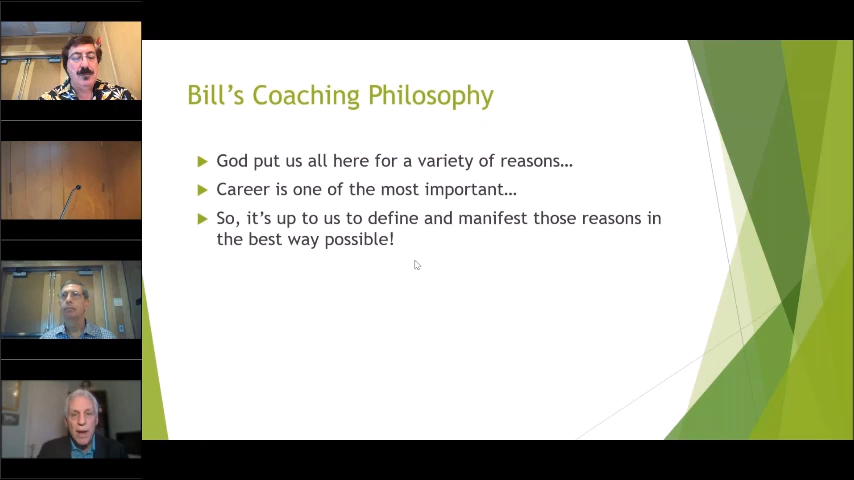 Bill’s Coaching Philosophy
God put us all here for a variety of reasons…
Career is one of the most important…
So, it’s up to us to define and manifest those reasons in
the best way possible!